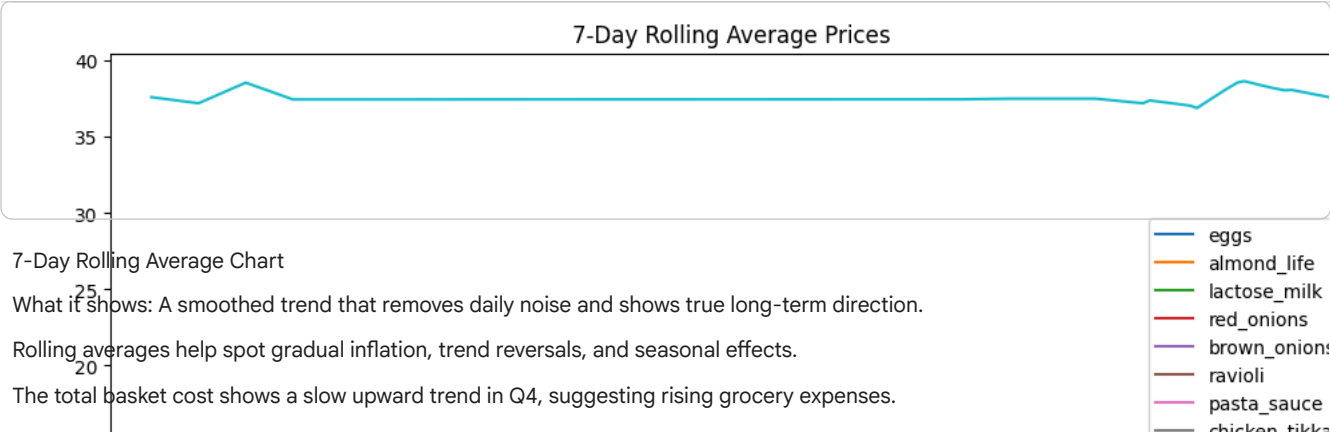 7-Day Rolling Average Prices
40
35
30
eggs
7-Day Rolling Average Chart
almond_life
25
lactose_milk
What it shows: A smoothed trend that removes daily noise and shows true long-term direction.
red_onions
Rolling averages help spot gradual inflation, trend reversals, and seasonal effects.
brown_onions
20
ravioli
The total basket cost shows a slow upward trend in Q4, suggesting rising grocery expenses.
pasta_sauce